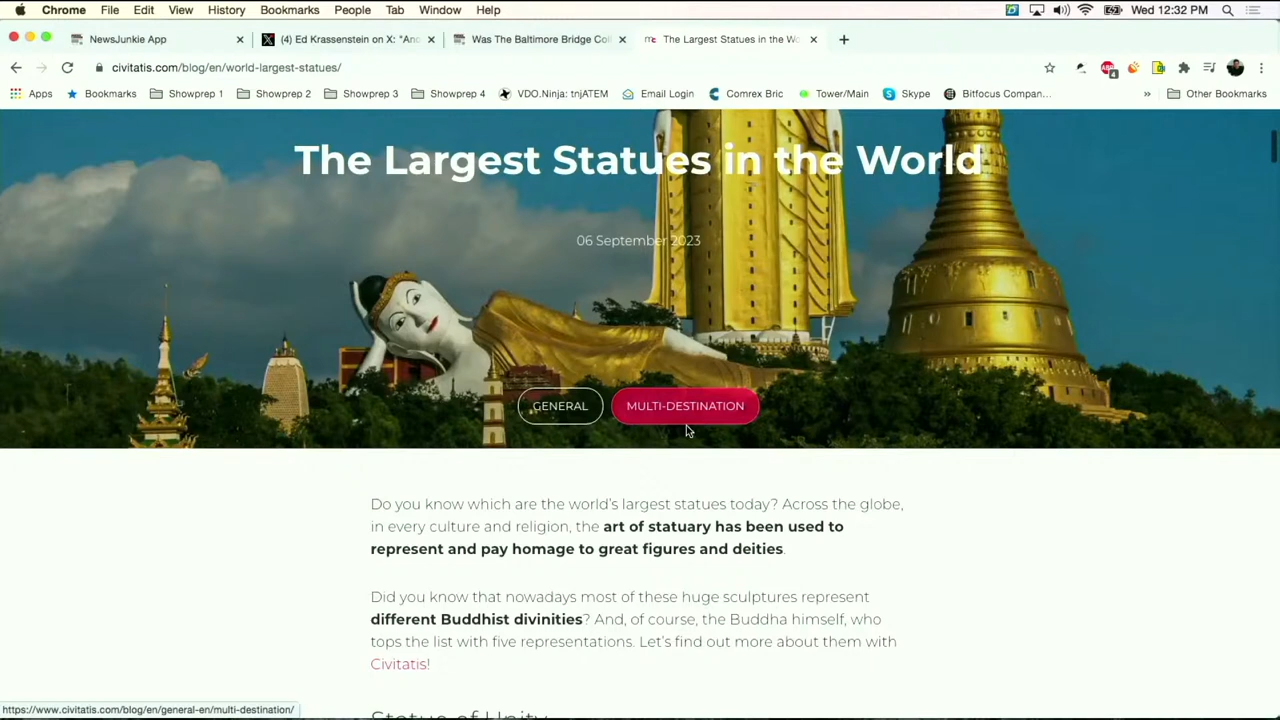 Chrome File Edit View History Bookmarks People Tab Window Help Wed 12:32 PM
NewsJunkie App (4) Ed Krassenstein on X: "Anc Was The Baltimore Bridge Col The Largest Statues in the Wo
civitatis.com/blog/en/world-largest-statues/
Apps Bookmarks Showprep 1 Showprep 2 Showprep 3 Showprep 4 VDO.Ninja: tnjATEM Email Login Comrex Bric Tower/Main Skype Bitfocus Compan... » Other Bookmarks
The Largest Statues in the World
06 September 2023
GENERAL MULTI-DESTINATION
Do you know which are the world's largest statues today? Across the globe,
in every culture and religion, the art of statuary has been used to
represent and pay homage to great figures and deities.
Did you know that nowadays most of these huge sculptures represent
different Buddhist divinities? And, of course, the Buddha himself, who
tops the list with five representations. Let's find out more about them with
Civitatis!
Statue of Unity
https://www.civitatis.com/blog/en/general-en/multi-destination/